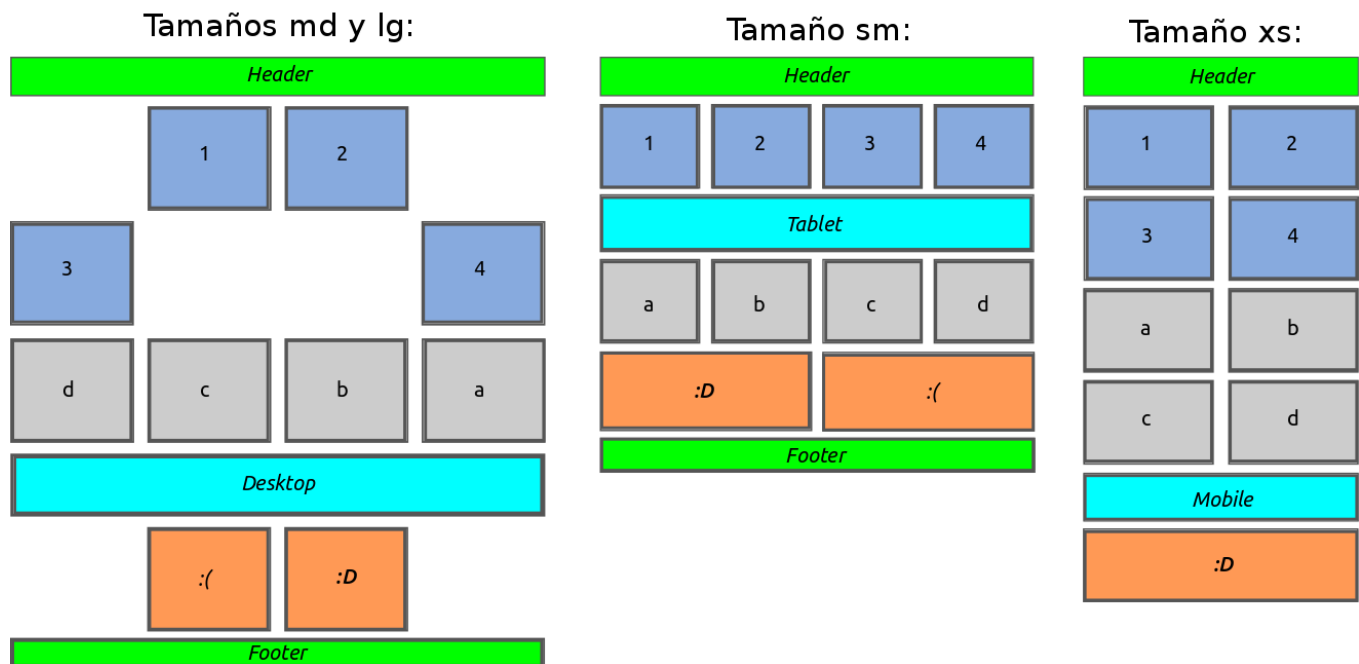 Tamaños md y lg:
Header
1 2
3 4
d c b a
Desktop
:( :D
Footer
Tamaño sm:
Header
1 2 3 4
Tablet
a b c d
:D :(
Footer
Tamaño xs:
Header
1 2
3 4
a b
c d
Mobile
:D